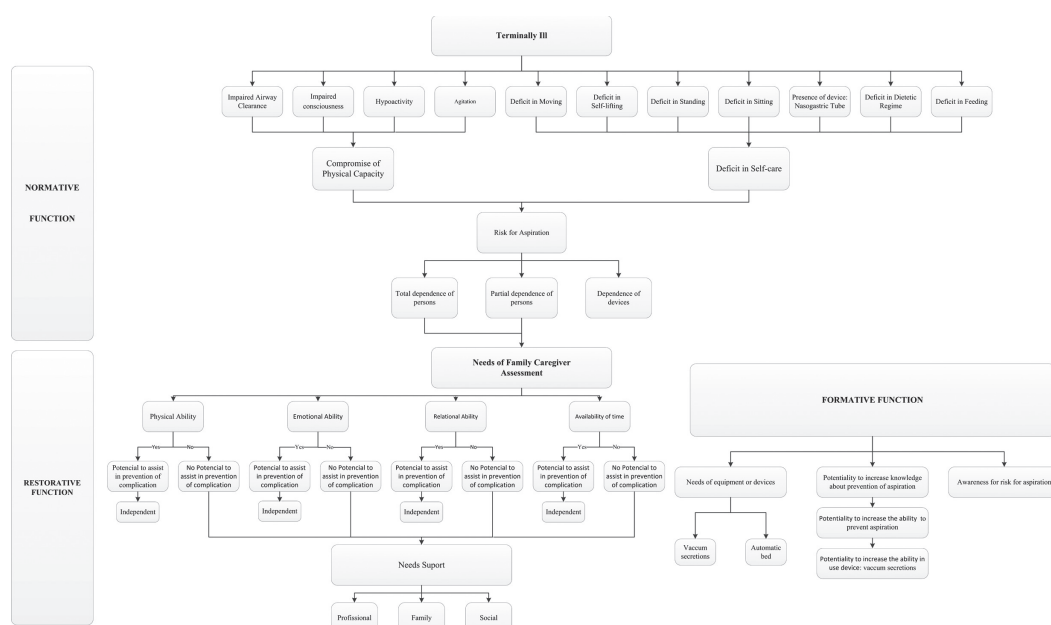 Terminally Ill
Impaired Airway
Clearance
Impaired
consciousness
Hypoactivity
Agitation
Deficit in Moving
Deficit in
Self-lifting
Deficit in Standing
Deficit in Sitting
Presence of device:
Nasogastric Tube
Deficit in Dietetic
Regime
Deficit in Feeding
Compromise of
Physical Capacity
Deficit in Self-care
NORMATIVE
FUNCTION
Risk for Aspiration
Total dependence of
persons
Partial dependence of
persons
Dependence of
devices
Needs of Family Caregiver
Assessment
Physical Ability
Emotional Ability
Relational Ability
Availability of time
Yes
No
Yes
No
Yes
No
Yes
No
Potencial to assist
in prevention of
complication
No Potencial to
assist in prevention
of complication
Potencial to assist
in prevention of
complication
No Potencial to
assist in prevention
of complication
Potencial to assist
in prevention of
complication
No Potencial to
assist in prevention
of complication
Potencial to assist
in prevention of
complication
No Potencial to
assist in prevention
of complication
Independent
Independent
Independent
Independent
RESTORATIVE
FUNCTION
Needs Suport
Profissional
Family
Social
FORMATIVE FUNCTION
Needs of equipment or devices
Potentiality to increase knowledge
about prevention of aspiration
Awareness for risk for aspiration
Potentiality to increase the ability to
prevent aspiration
Vaccum
secretions
Automatic
bed
Potentiality to increase the ability in
use device: vaccum secretions